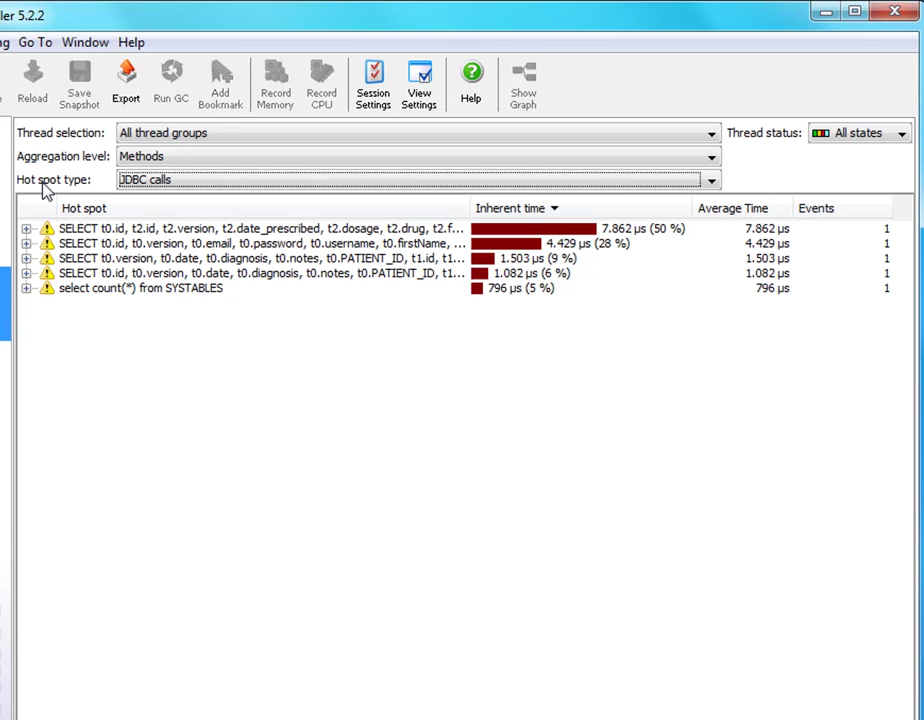 ler 5.2.2
ng Go To Window Help
Reload Save Snapshot Export Run GC Add Bookmark Record Memory Record CPU Session Settings View Settings Help Show Graph
Thread selection: All thread groups Thread status: All states
Aggregation level: Methods
Hot spot type: JDBC calls
Hot spot Inherent time Average Time Events
SELECT t0.id, t2.id, t2.version, t2.date_prescribed, t2.dosage, t2.drug, t2.f... 7.862 µs (50 %) 7.862 µs 1
SELECT t0.id, t0.version, t0.email, t0.password, t0.username, t0.firstName, ... 4.429 µs (28 %) 4.429 µs 1
SELECT t0.version, t0.date, t0.diagnosis, t0.notes, t0.PATIENT_ID, t1.id, t1... 1.503 µs (9 %) 1.503 µs 1
SELECT t0.id, t0.version, t0.date, t0.diagnosis, t0.notes, t0.PATIENT_ID, t1... 1.082 µs (6 %) 1.082 µs 1
select count(*) from SYSTABLES 796 µs (5 %) 796 µs 1